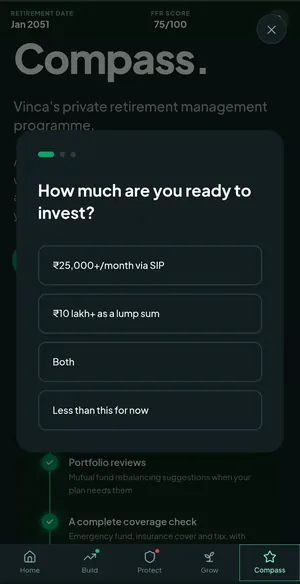 RETIREMENT DATE
FFR SCORE
Jan 2051
75/100
Compass.
Vinca's private retirement management
programme.
How much are you ready to
invest?
₹25,000+/month via SIP
₹10 lakh+ as a lump sum
Both
Less than this for now
Portfolio reviews
Mutual fund rebalancing suggestions when your
plan needs them
A complete coverage check
Emergency fund, insurance cover and tax, with
Home
Build
Protect
Grow
Compass